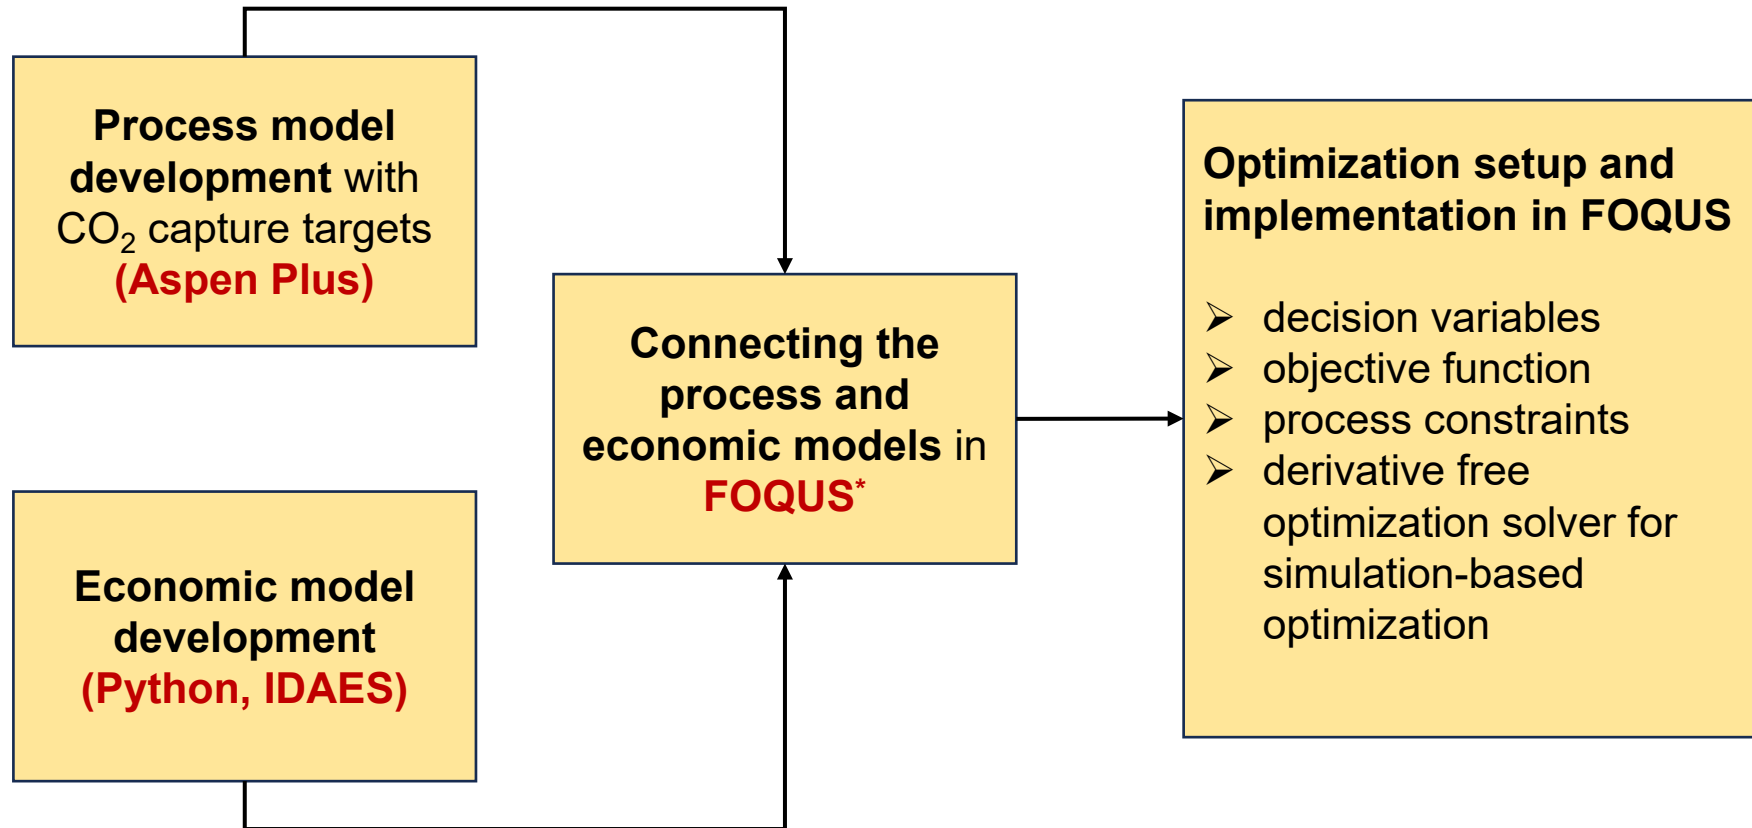 Process model
development with
CO₂ capture targets
(Aspen Plus)
Economic model
development
(Python, IDAES)
Connecting the
process and
economic models in
FOQUS*
Optimization setup and
implementation in FOQUS
➢ decision variables
➢ objective function
➢ process constraints
➢ derivative free
optimization solver for
simulation-based
optimization